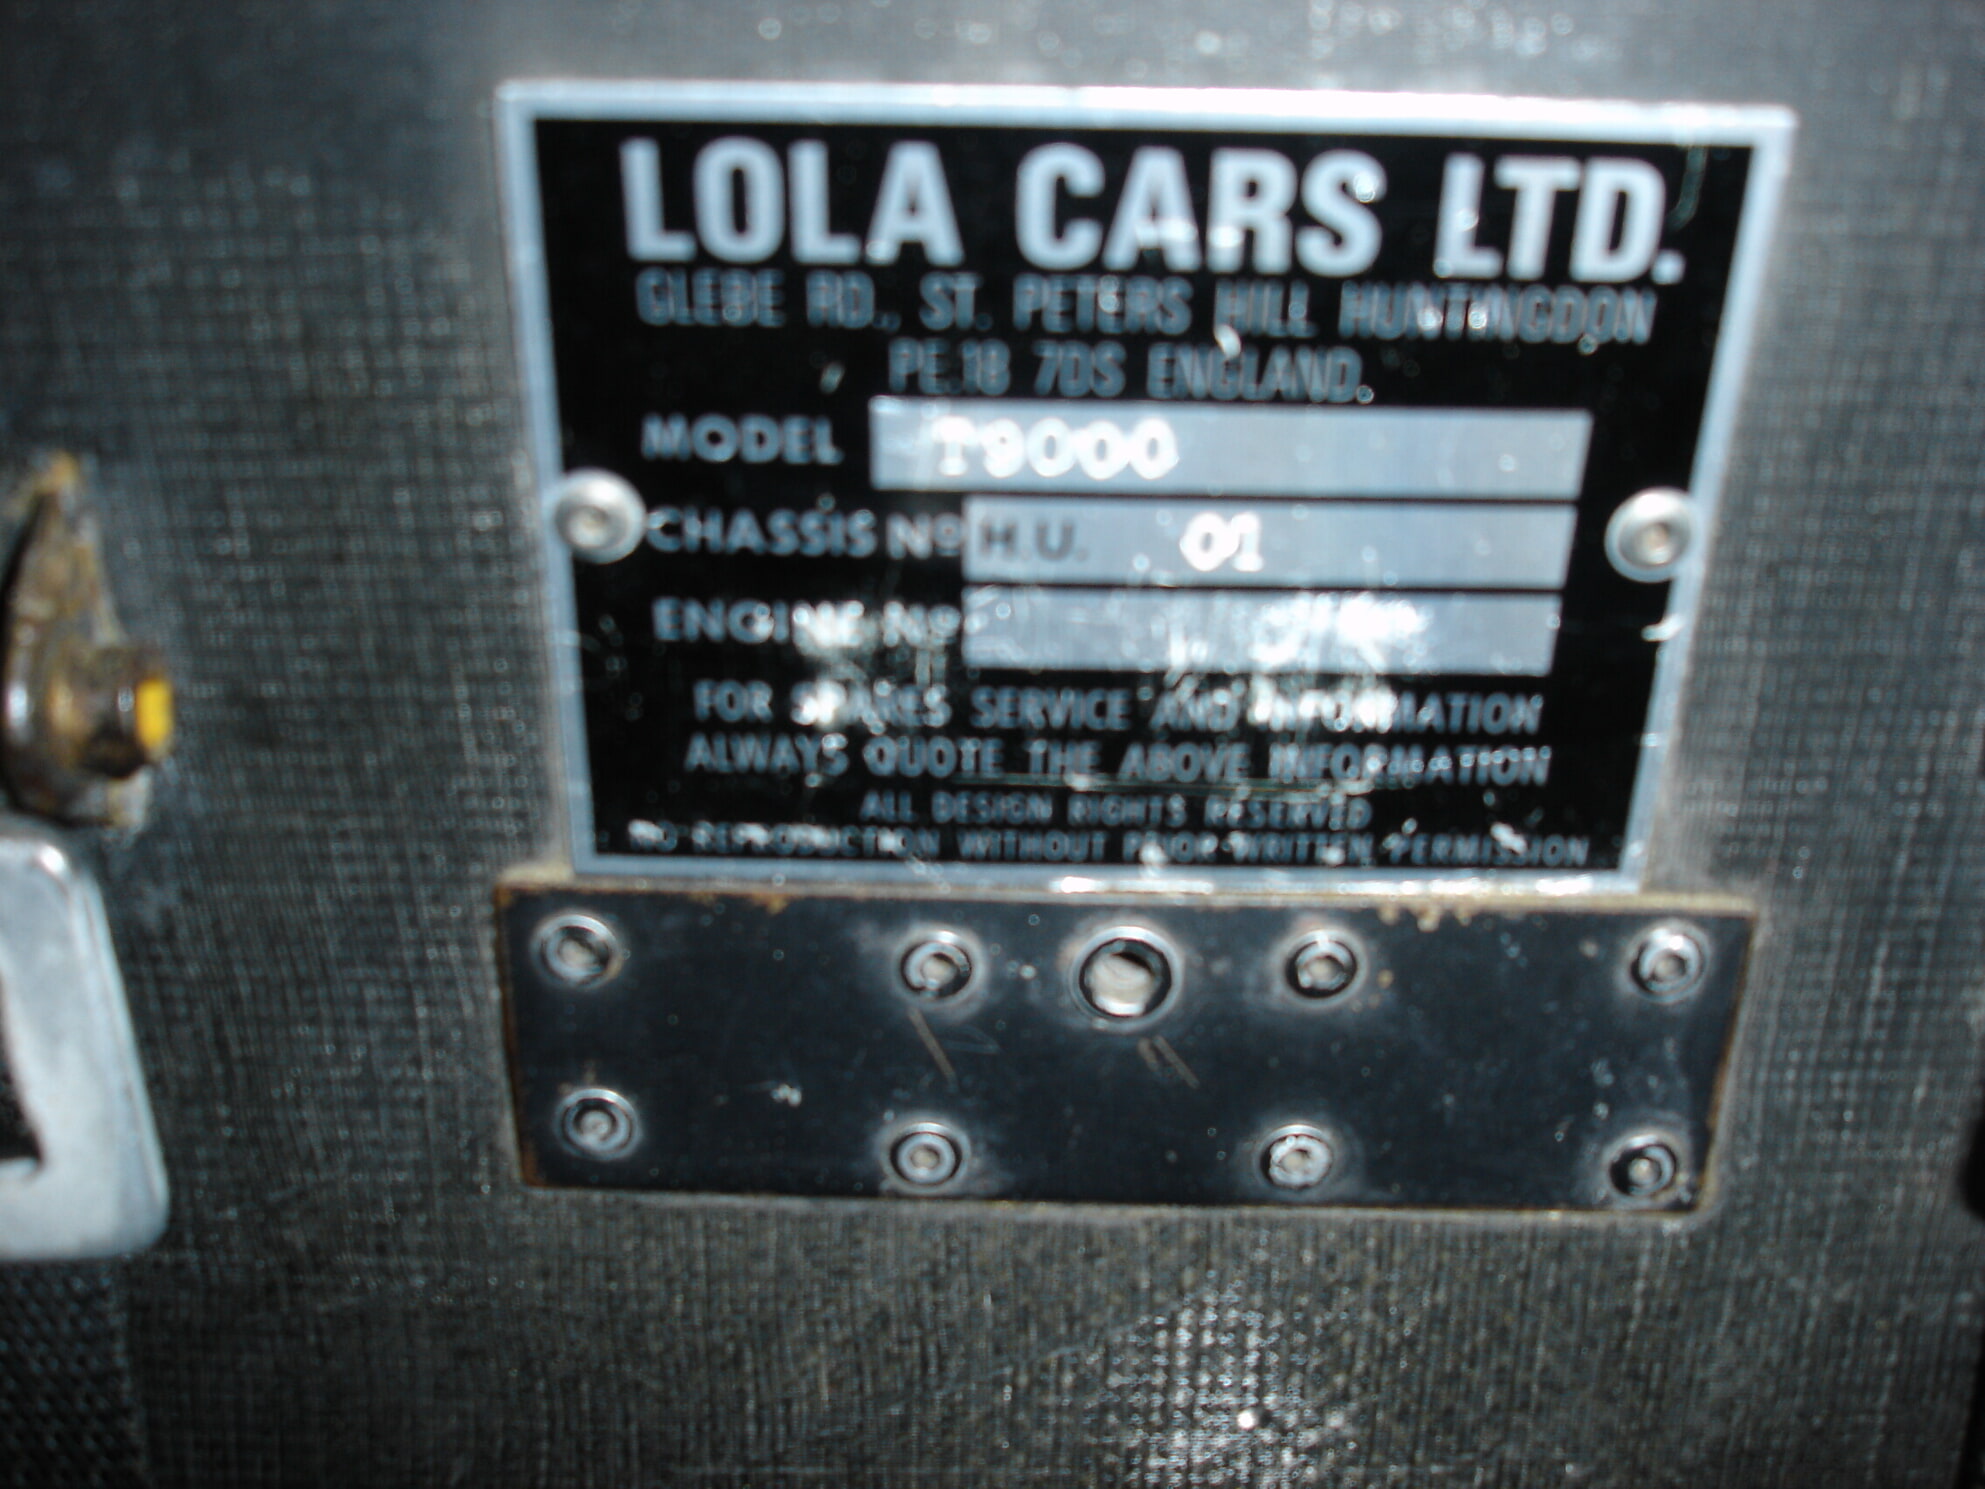 LOLA CARS LTD.
GLEBE RD., ST. PETERS HILL HUNTINGDON
PE.18 7DS ENGLAND.
MODEL T9000
CHASSIS Nº H.U. 01
ENGINE Nº
FOR SPARES SERVICE AND INFORMATION
ALWAYS QUOTE THE ABOVE INFORMATION
ALL DESIGN RIGHTS RESERVED
NO REPRODUCTION WITHOUT PRIOR WRITTEN PERMISSION